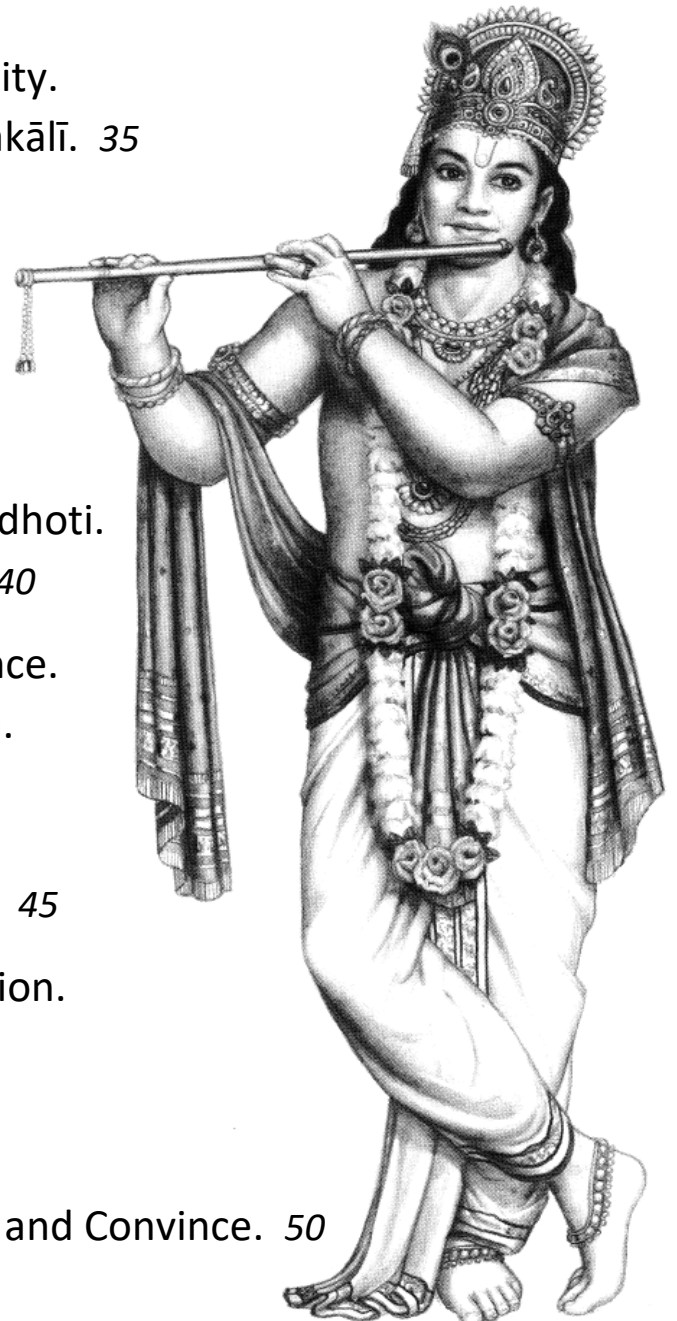 ity.
kālī. 35
dhoti.
40
nce.
.
45
ion.
and Convince. 50